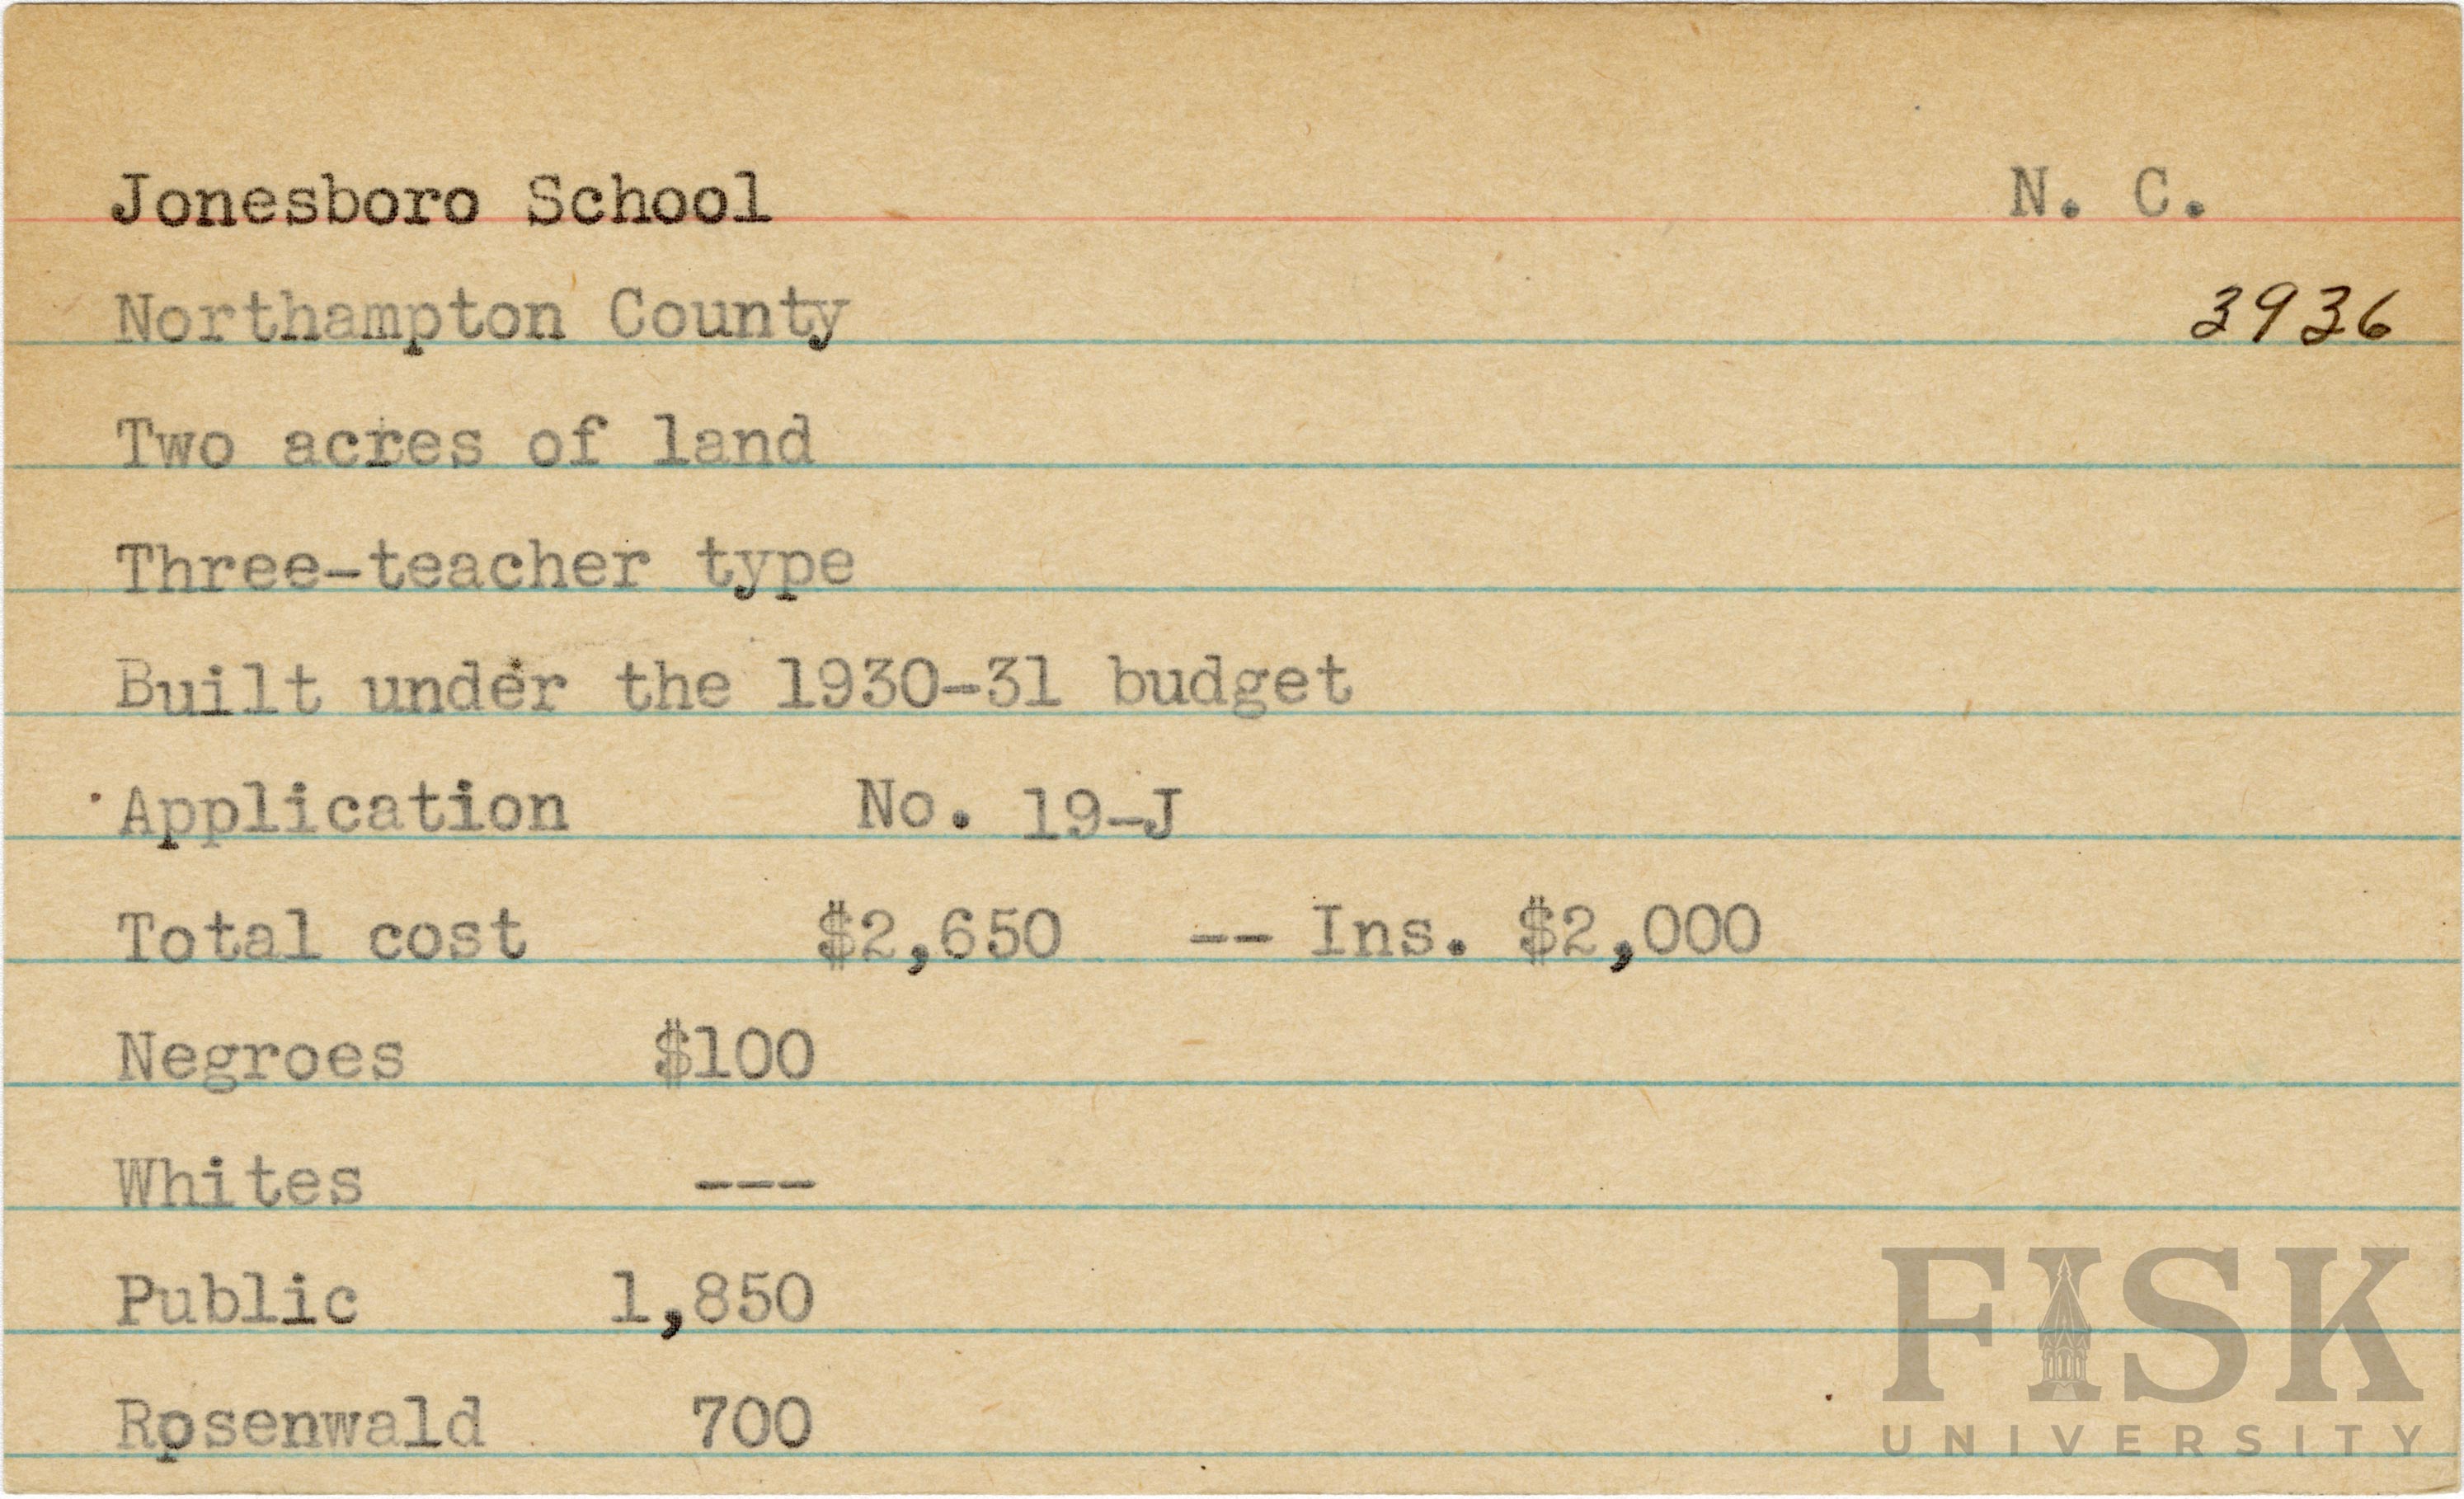 Jonesboro School N. C.
Northampton County 3936
Two acres of land
Three-teacher type
Built under the 1930-31 budget
Application No. 19-J
Total cost $2,650 -- Ins. $2,000
Negroes $100
Whites ---
Public 1,850
Rosenwald 700
FISK
UNIVERSITY